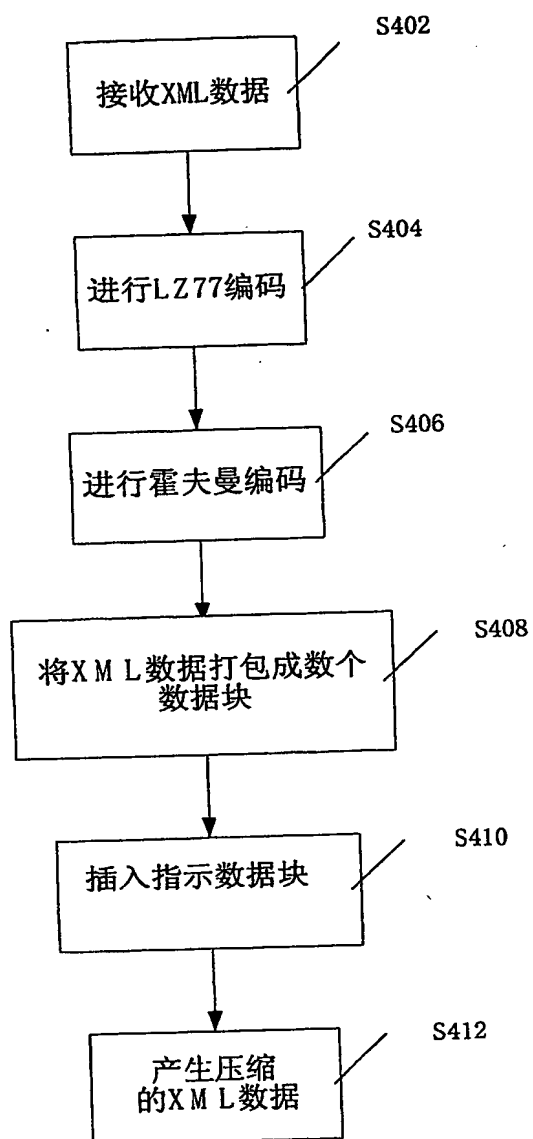 S402
接收XML数据
S404
进行LZ77编码
S406
进行霍夫曼编码
S408
将XML数据打包成数个
数据块
S410
插入指示数据块
S412
产生压缩
的XML数据